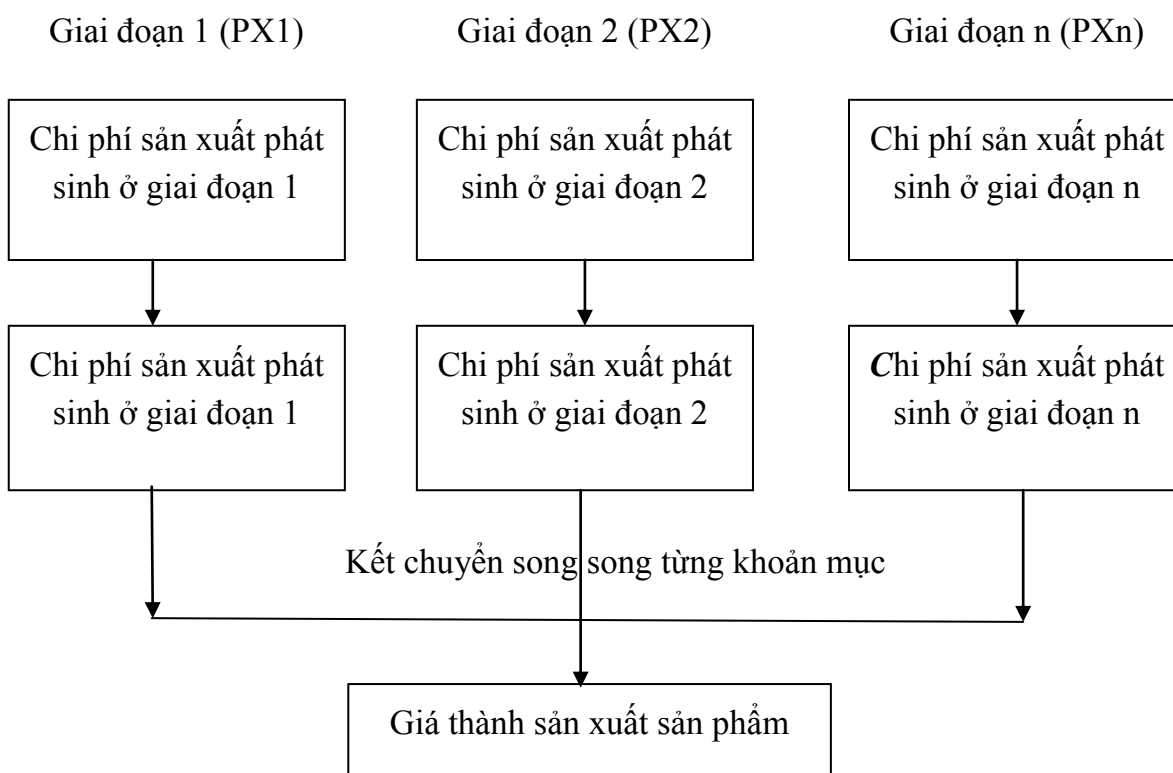 Giai đoạn 1 (PX1)
Giai đoạn 2 (PX2)
Giai đoạn n (PXn)
Chi phí sản xuất phát
sinh ở giai đoạn 1
Chi phí sản xuất phát
sinh ở giai đoạn 2
Chi phí sản xuất phát
sinh ở giai đoạn n
Chi phí sản xuất phát
sinh ở giai đoạn 1
Chi phí sản xuất phát
sinh ở giai đoạn 2
Chi phí sản xuất phát
sinh ở giai đoạn n
Kết chuyển song song từng khoản mục
Giá thành sản xuất sản phẩm